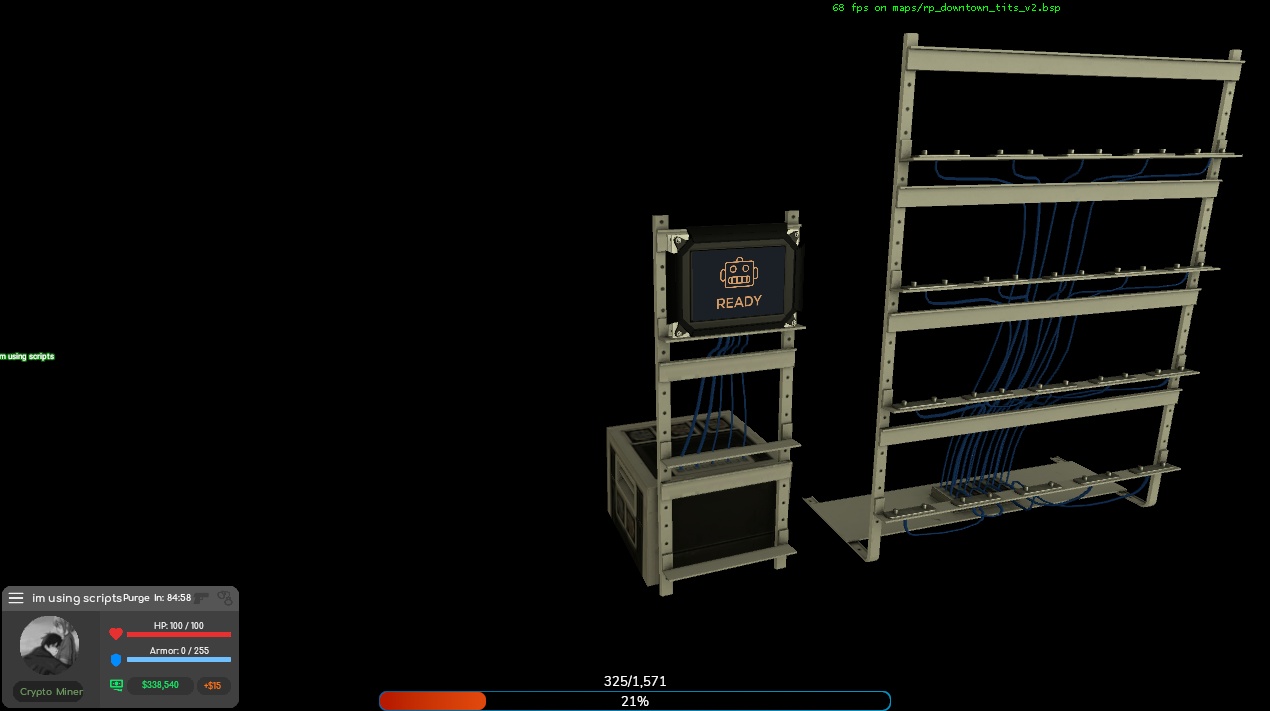 68 fps on maps/rp_downtown_tits_v2.bsp
READY
m using scripts
im using scripts Purge In: 84:58
HP: 100 / 100
Armor: 0 / 255
Crypto Miner
$338,540 +$15
325/1,571
21%